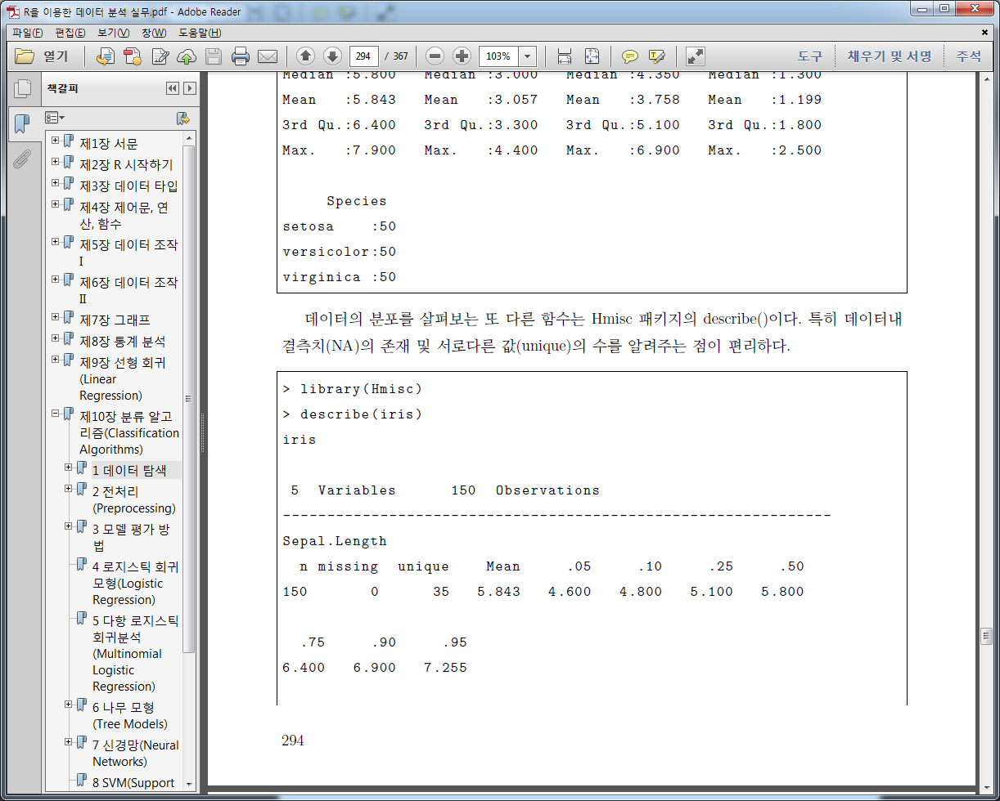 R을 이용한 데이터 분석 실무.pdf - Adobe Reader
파일(F) 편집(E) 보기(V) 창(W) 도움말(H)
열기 294 / 367 103% 도구 채우기 및 서명 주석
책갈피
제1장 서문
제2장 R 시작하기
제3장 데이터 타입
제4장 제어문, 연
산, 함수
제5장 데이터 조작
I
제6장 데이터 조작
II
제7장 그래프
제8장 통계 분석
제9장 선형 회귀
(Linear
Regression)
제10장 분류 알고
리즘(Classification
Algorithms)
1 데이터 탐색
2 전처리
(Preprocessing)
3 모델 평가 방
법
4 로지스틱 회귀
모형(Logistic
Regression)
5 다항 로지스틱
회귀분석
(Multinomial
Logistic
Regression)
6 나무 모형
(Tree Models)
7 신경망(Neural
Networks)
8 SVM(Support
Median :5.800 Median :3.000 Median :4.350 Median :1.300
Mean :5.843 Mean :3.057 Mean :3.758 Mean :1.199
3rd Qu.:6.400 3rd Qu.:3.300 3rd Qu.:5.100 3rd Qu.:1.800
Max. :7.900 Max. :4.400 Max. :6.900 Max. :2.500
Species
setosa :50
versicolor:50
virginica :50
데이터의 분포를 살펴보는 또 다른 함수는 Hmisc 패키지의 describe()이다. 특히 데이터내
결측치(NA)의 존재 및 서로다른 값(unique)의 수를 알려주는 점이 편리하다.
> library(Hmisc)
> describe(iris)
iris
5 Variables 150 Observations
--------------------------------------------------------------
Sepal.Length
n missing unique Mean .05 .10 .25 .50
150 0 35 5.843 4.600 4.800 5.100 5.800
.75 .90 .95
6.400 6.900 7.255
294